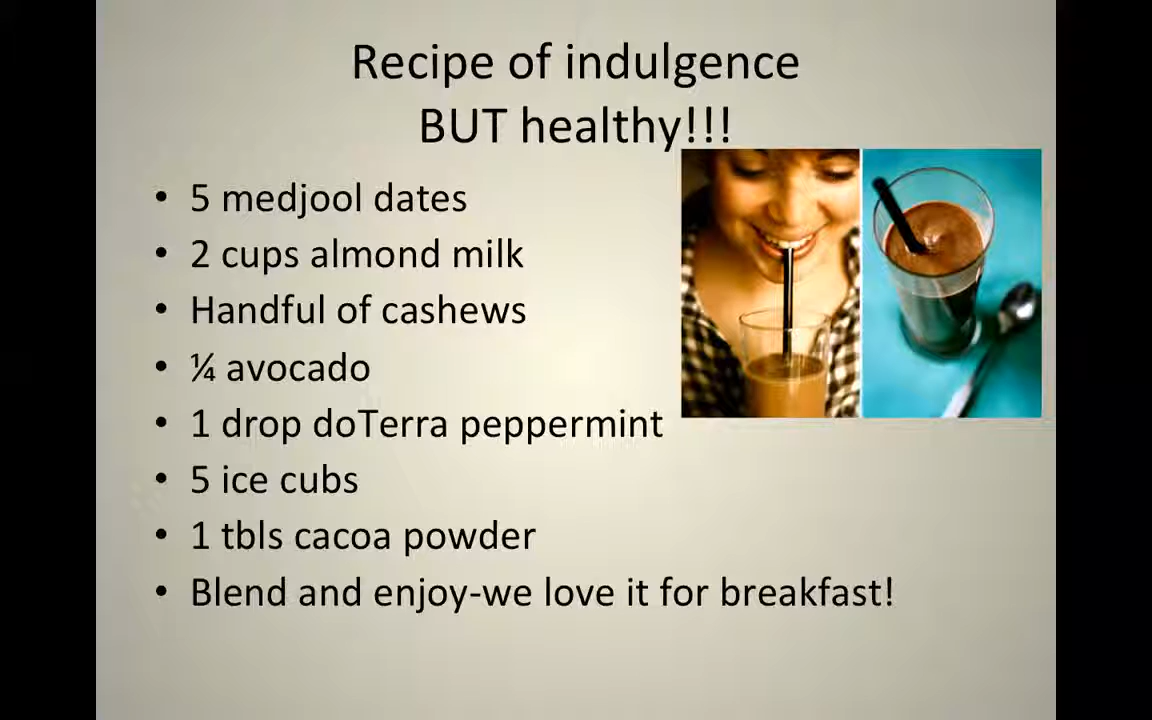 Recipe of indulgence
BUT healthy!!!
• 5 medjool dates
• 2 cups almond milk
• Handful of cashews
• ¼ avocado
• 1 drop doTerra peppermint
• 5 ice cubs
• 1 tbls cacoa powder
• Blend and enjoy-we love it for breakfast!